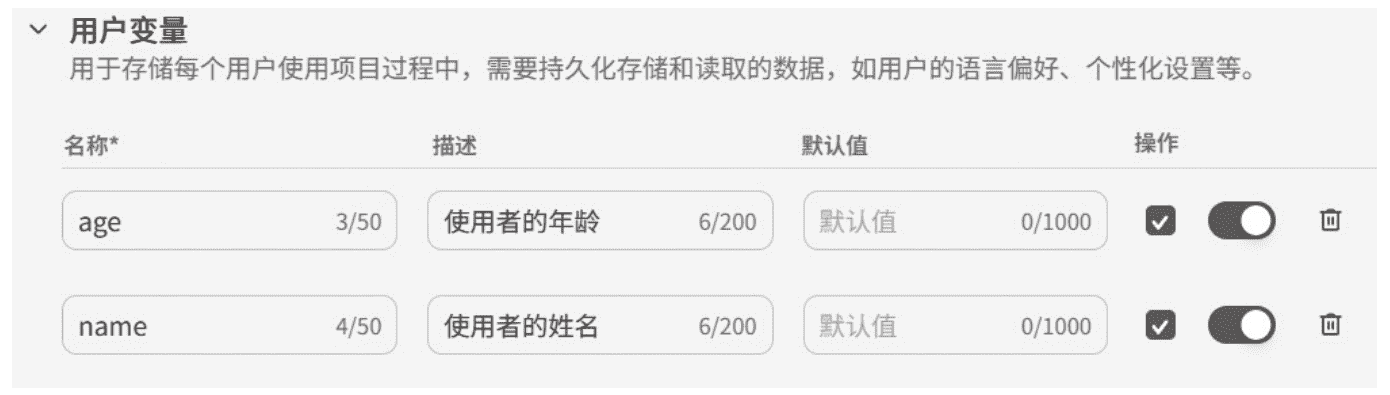 用户变量
用于存储每个用户使用项目过程中，需要持久化存储和读取的数据，如用户的语言偏好、个性化设置等。
名称* 描述 默认值 操作
age 3/50 使用者的年龄 6/200 默认值 0/1000
name 4/50 使用者的姓名 6/200 默认值 0/1000